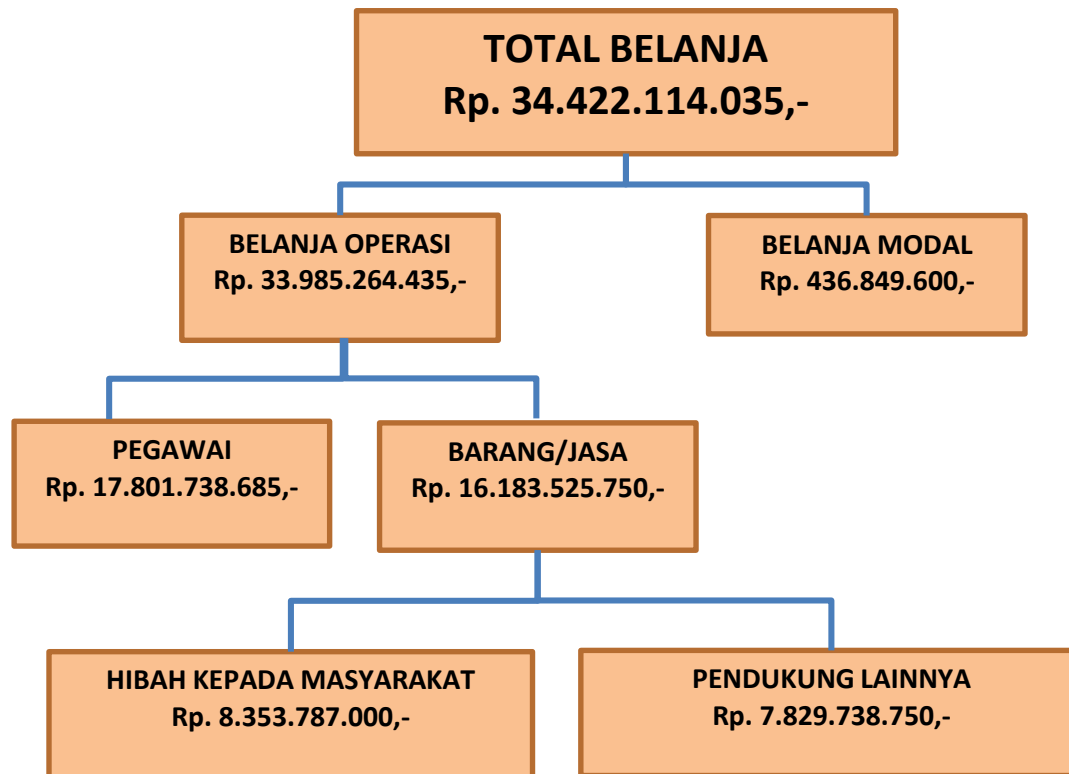 TOTAL BELANJA
Rp. 34.422.114.035,-
BELANJA OPERASI
Rp. 33.985.264.435,-
BELANJA MODAL
Rp. 436.849.600,-
PEGAWAI
Rp. 17.801.738.685,-
BARANG/JASA
Rp. 16.183.525.750,-
HIBAH KEPADA MASYARAKAT
Rp. 8.353.787.000,-
PENDUKUNG LAINNYA
Rp. 7.829.738.750,-